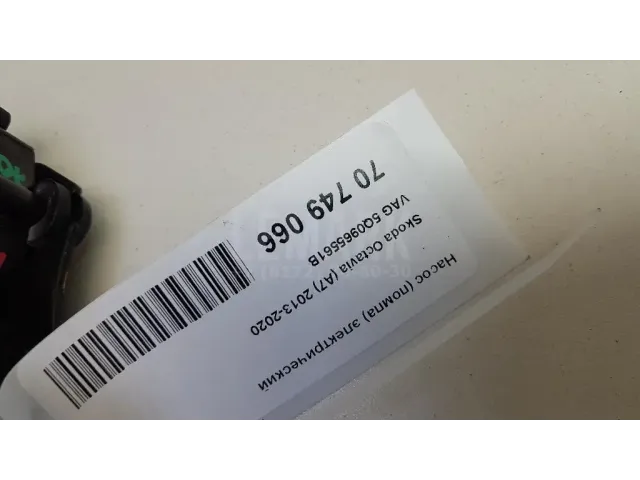 70 749 066
VAG 5Q0965561B
Skoda Octavia (A7) 2013-2020
Насос (помпа) электрический